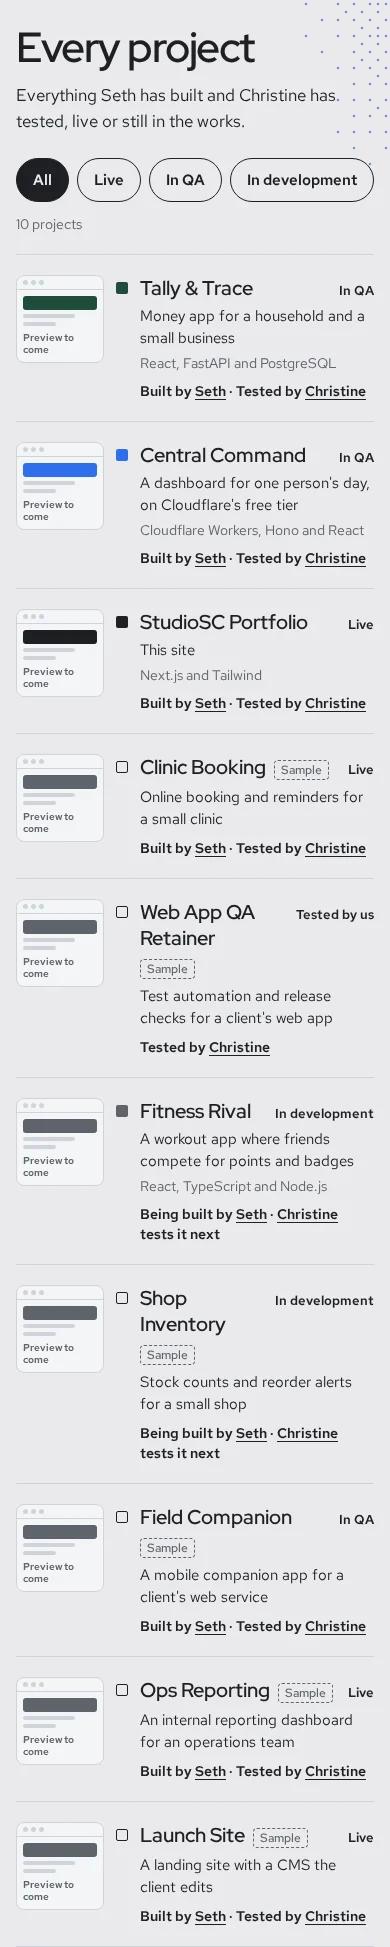 Every project
Everything Seth has built and Christine has
tested, live or still in the works.
All
Live
In QA
In development
10 projects
Preview to
come
Tally & Trace
In QA
Money app for a household and a
small business
React, FastAPI and PostgreSQL
Built by Seth · Tested by Christine
Preview to
come
Central Command
In QA
A dashboard for one person's day,
on Cloudflare's free tier
Cloudflare Workers, Hono and React
Built by Seth · Tested by Christine
Preview to
come
StudioSC Portfolio
Live
This site
Next.js and Tailwind
Built by Seth · Tested by Christine
Preview to
come
Clinic Booking
Sample
Live
Online booking and reminders for
a small clinic
Built by Seth · Tested by Christine
Preview to
come
Web App QA
Retainer
Tested by us
Sample
Test automation and release
checks for a client's web app
Tested by Christine
Preview to
come
Fitness Rival
In development
A workout app where friends
compete for points and badges
React, TypeScript and Node.js
Being built by Seth · Christine
tests it next
Preview to
come
Shop
Inventory
In development
Sample
Stock counts and reorder alerts
for a small shop
Being built by Seth · Christine
tests it next
Preview to
come
Field Companion
In QA
Sample
A mobile companion app for a
client's web service
Built by Seth · Tested by Christine
Preview to
come
Ops Reporting
Sample
Live
An internal reporting dashboard
for an operations team
Built by Seth · Tested by Christine
Preview to
come
Launch Site
Sample
Live
A landing site with a CMS the
client edits
Built by Seth · Tested by Christine